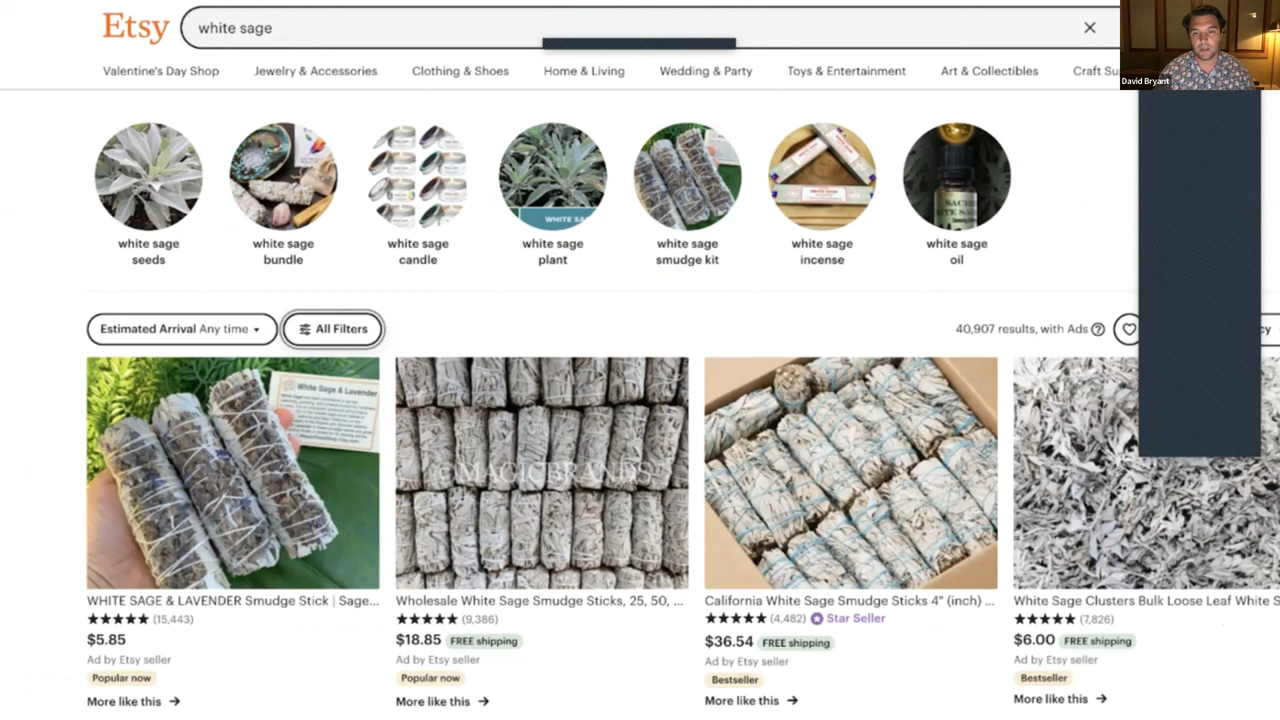 Etsy
white sage
David Bryant
Valentine's Day Shop
Jewelry & Accessories
Clothing & Shoes
Home & Living
Wedding & Party
Toys & Entertainment
Art & Collectibles
Craft Su
white sage
seeds
white sage
bundle
white sage
candle
WHITE SA
white sage
plant
white sage
smudge kit
white sage
incense
white sage
oil
Estimated Arrival Any time
All Filters
40,907 results, with Ads
cy
White Sage & Lavender
@MAGICBRANDS
WHITE SAGE & LAVENDER Smudge Stick | Sage...
(15,443)
$5.85
Ad by Etsy seller
Popular now
More like this
Wholesale White Sage Smudge Sticks, 25, 50, ...
(9,386)
$18.85 FREE shipping
Ad by Etsy seller
Popular now
More like this
California White Sage Smudge Sticks 4" (inch) ...
(4,482) Star Seller
$36.54 FREE shipping
Ad by Etsy seller
Bestseller
More like this
White Sage Clusters Bulk Loose Leaf White S
(7,826)
$6.00 FREE shipping
Ad by Etsy seller
Bestseller
More like this